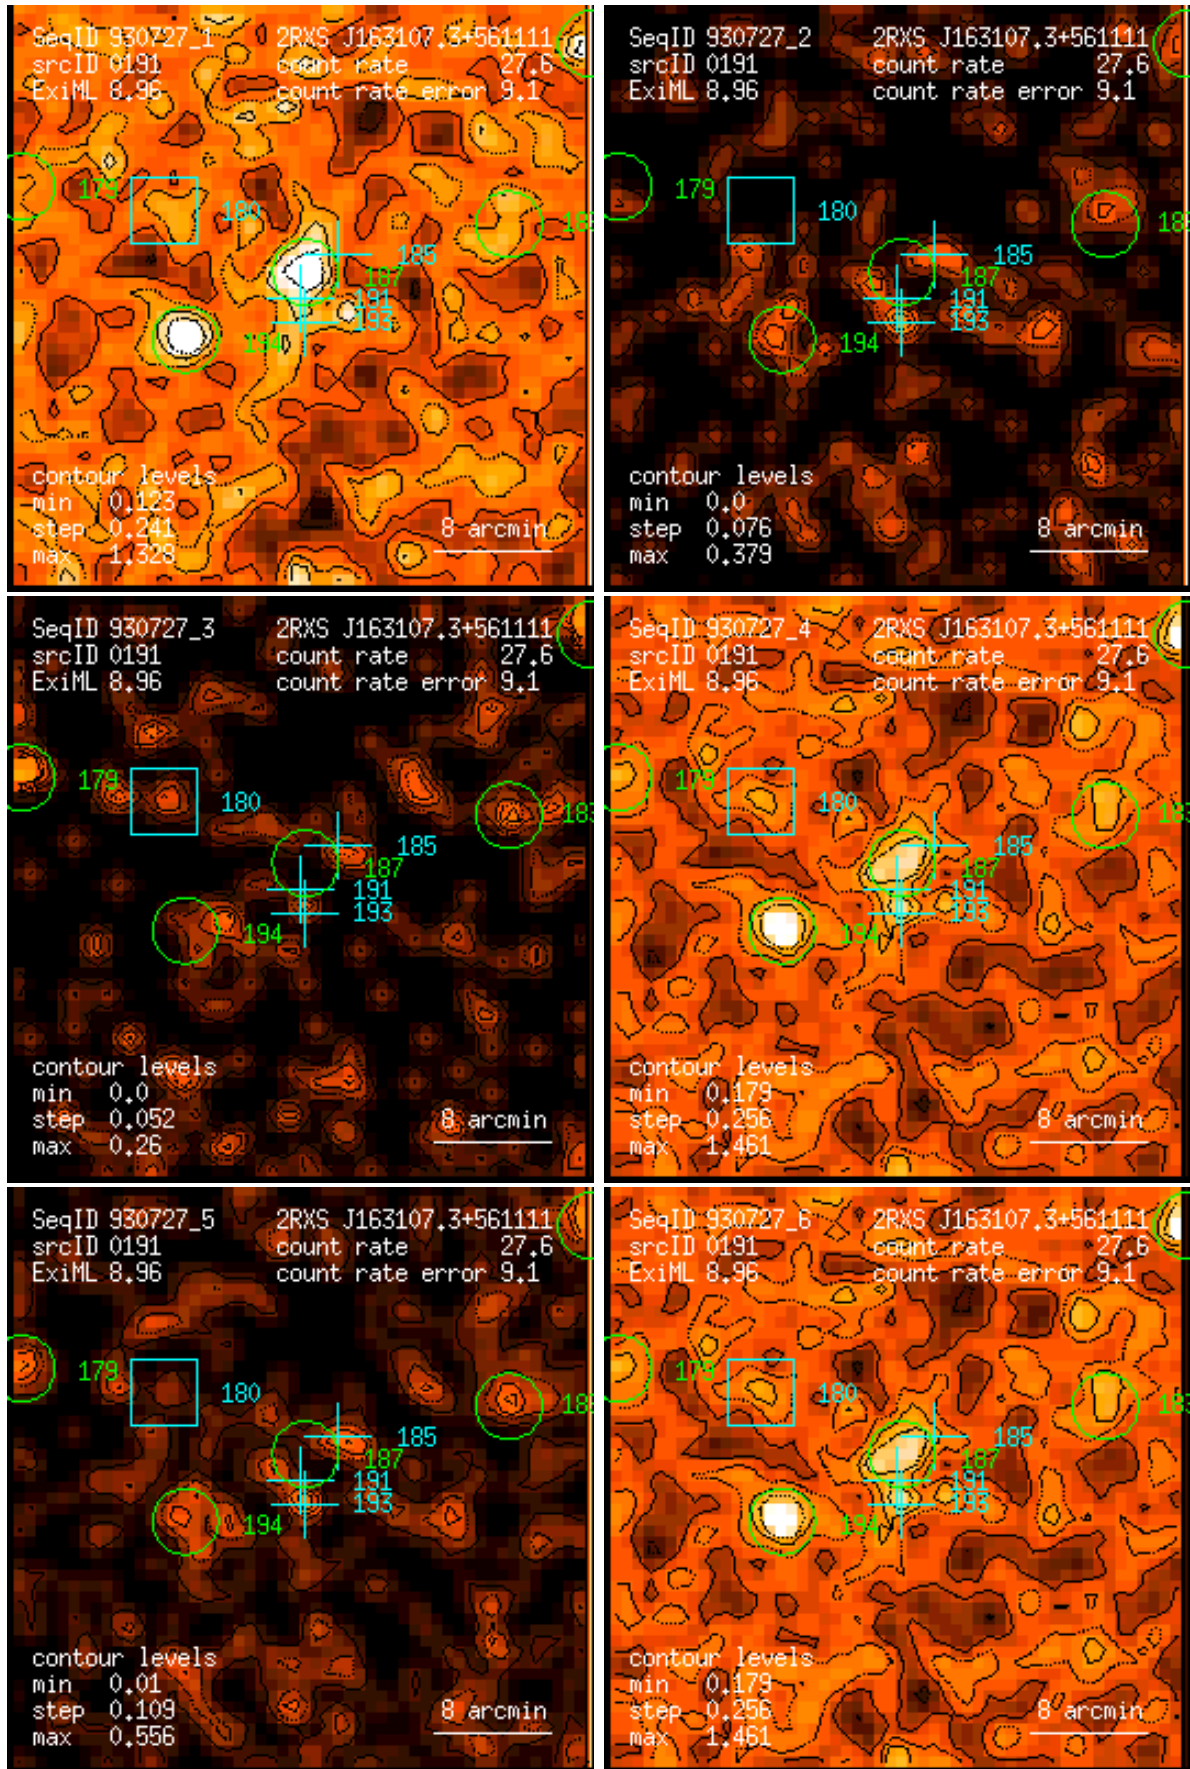 SeqID 930727_1 2RXS J163107.3+561111
srcID 0191 count rate 27.6
ExiML 8.96 count rate error 9.1
179
180
185
187
191
193
194
contour levels
min 0.123
step 0.241
max 1.328
8 arcmin
SeqID 930727_2 2RXS J163107.3+561111
srcID 0191 count rate 27.6
ExiML 8.96 count rate error 9.1
179
180
185
187
191
193
194
contour levels
min 0.0
step 0.076
max 0.379
8 arcmin
SeqID 930727_3 2RXS J163107.3+561111
srcID 0191 count rate 27.6
ExiML 8.96 count rate error 9.1
179
180
183
185
187
191
193
194
contour levels
min 0.0
step 0.052
max 0.26
8 arcmin
SeqID 930727_4 2RXS J163107.3+561111
srcID 0191 count rate 27.6
ExiML 8.96 count rate error 9.1
179
180
183
185
187
191
193
194
contour levels
min 0.179
step 0.256
max 1.461
8 arcmin
SeqID 930727_5 2RXS J163107.3+561111
srcID 0191 count rate 27.6
ExiML 8.96 count rate error 9.1
179
180
185
187
191
193
194
contour levels
min 0.01
step 0.109
max 0.556
8 arcmin
SeqID 930727_6 2RXS J163107.3+561111
srcID 0191 count rate 27.6
ExiML 8.96 count rate error 9.1
179
180
183
185
187
191
193
194
contour levels
min 0.179
step 0.256
max 1.461
8 arcmin